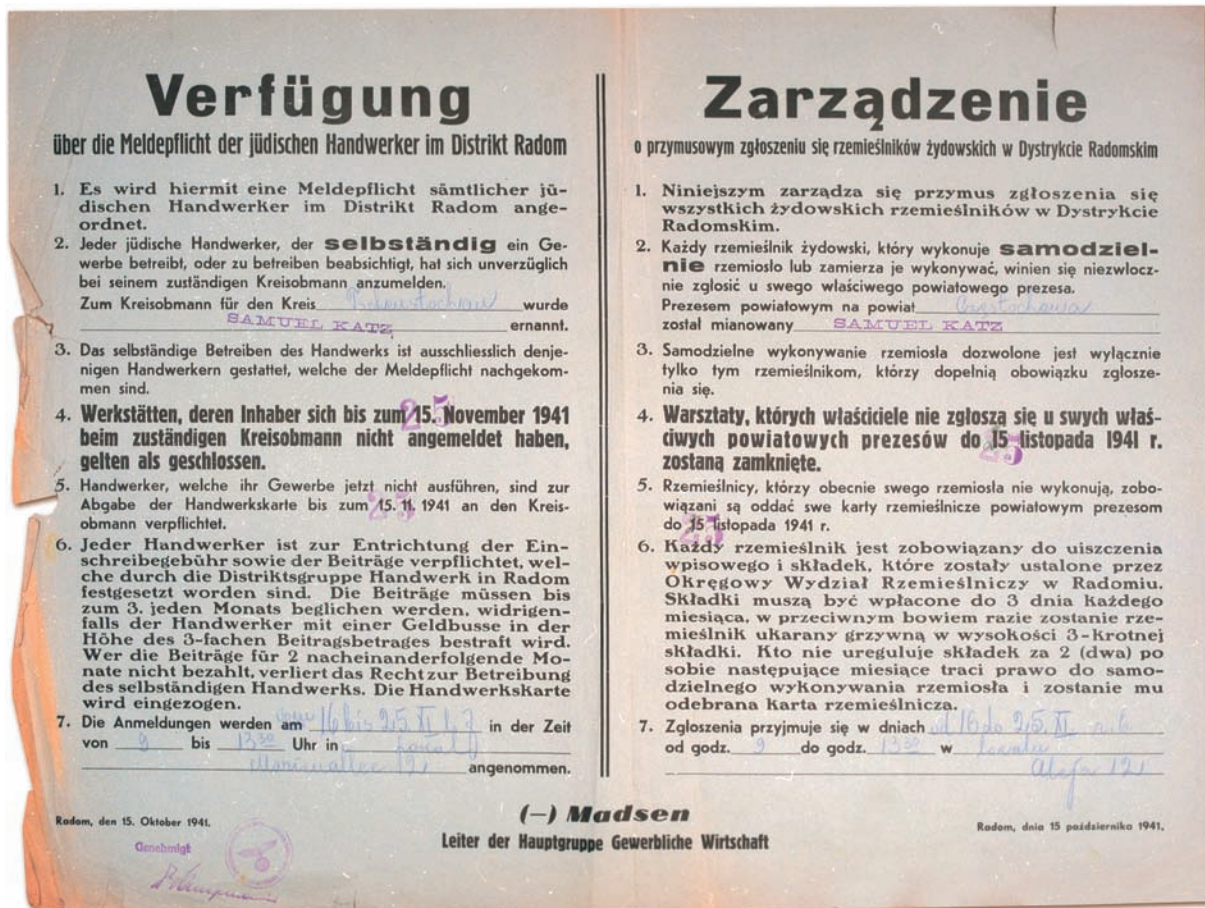 Verfügung
über die Meldepflicht der jüdischen Handwerker im Distrikt Radom
1. Es wird hiermit eine Meldepflicht sämtlicher jü-
dischen Handwerker im Distrikt Radom ange-
ordnet.
2. Jeder jüdische Handwerker, der selbständig ein Ge-
werbe betreibt, oder zu betreiben beabsichtigt, hat sich unverzüglich
bei seinem zuständigen Kreisobmann anzumelden.
Zum Kreisobmann für den Kreis Tschenstochau wurde
SAMUEL KATZ ernannt.
3. Das selbständige Betreiben des Handwerks ist ausschliesslich denje-
nigen Handwerkern gestattet, welche der Meldepflicht nachgekom-
men sind.
4. Werkstätten, deren Inhaber sich bis zum 25. November 1941
beim zuständigen Kreisobmann nicht angemeldet haben,
gelten als geschlossen.
5. Handwerker, welche ihr Gewerbe jetzt nicht ausführen, sind zur
Abgabe der Handwerkskarte bis zum 25. 11. 1941 an den Kreis-
obmann verpflichtet.
6. Jeder Handwerker ist zur Entrichtung der Ein-
schreibegebühr sowie der Beiträge verpflichtet, wel-
che durch die Distriktsgruppe Handwerk in Radom
festgesetzt worden sind. Die Beiträge müssen bis
zum 3. jeden Monats beglichen werden, widrigen-
falls der Handwerker mit einer Geldbusse in der
Höhe des 3-fachen Beitragsbetrages bestraft wird.
Wer die Beiträge für 2 nacheinanderfolgende Mo-
nate nicht bezahlt, verliert das Recht zur Betreibung
des selbständigen Handwerks. Die Handwerkskarte
wird eingezogen.
7. Die Anmeldungen werden am vom 16 bis 25 XI in der Zeit
von 9 bis 13 30 Uhr in
121 angenommen.
Radom, den 15. Oktober 1941.
Genehmigt
Zarządzenie
o przymusowym zgłoszeniu się rzemieślników żydowskich w Dystrykcie Radomskim
1. Niniejszym zarządza się przymus zgłoszenia się
wszystkich żydowskich rzemieślników w Dystrykcie
Radomskim.
2. Każdy rzemieślnik żydowski, który wykonuje samodziel-
nie rzemiosło lub zamierza je wykonywać, winien się niezwłocz-
nie zgłosić u swego właściwego powiatowego prezesa.
Prezesem powiatowym na powiat Częstochowa
został mianowany SAMUEL KATZ
3. Samodzielne wykonywanie rzemiosła dozwolone jest wyłącznie
tylko tym rzemieślnikom, którzy dopełnią obowiązku zgłosze-
nia się.
4. Warsztaty, których właściciele nie zgłoszą się u swych właś-
ciwych powiatowych prezesów do 25 listopada 1941 r.
zostaną zamknięte.
5. Rzemieślnicy, którzy obecnie swego rzemiosła nie wykonują, zobo-
wiązani są oddać swe karty rzemieślnicze powiatowym prezesom
do 25 listopada 1941 r.
6. Każdy rzemieślnik jest zobowiązany do uiszczenia
wpisowego i składek, które zostały ustalone przez
Okręgowy Wydział Rzemieślniczy w Radomiu.
Składki muszą być wpłacone do 3 dnia każdego
miesiąca, w przeciwnym bowiem razie zostanie rze-
mieślnik ukarany grzywną w wysokości 3-krotnej
składki. Kto nie ureguluje składek za 2 (dwa) po
sobie następujące miesiące traci prawo do samo-
dzielnego wykonywania rzemiosła i zostanie mu
odebrana karta rzemieślnicza.
7. Zgłoszenia przyjmuje się w dniach od 16 do 25 XI r. b.
od godz. 9 do godz. 13 30 w
Aleja 121
Radom, dnia 15 października 1941.
(—) Madsen
Leiter der Hauptgruppe Gewerbliche Wirtschaft